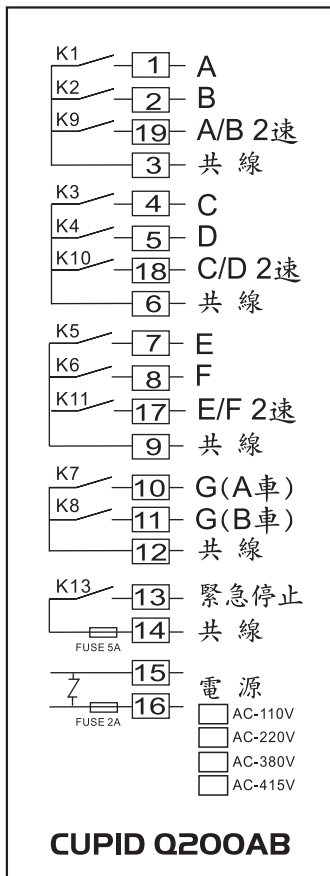 K1 1 A
K2 2 B
K9 19 A/B 2速
3 共線
K3 4 C
K4 5 D
K10 18 C/D 2速
6 共線
K5 7 E
K6 8 F
K11 17 E/F 2速
9 共線
K7 10 G(A車)
K8 11 G(B車)
12 共線
K13 13 緊急停止
14 共線
FUSE 5A
15
電源
16
FUSE 2A
AC-110V
AC-220V
AC-380V
AC-415V
CUPID Q200AB